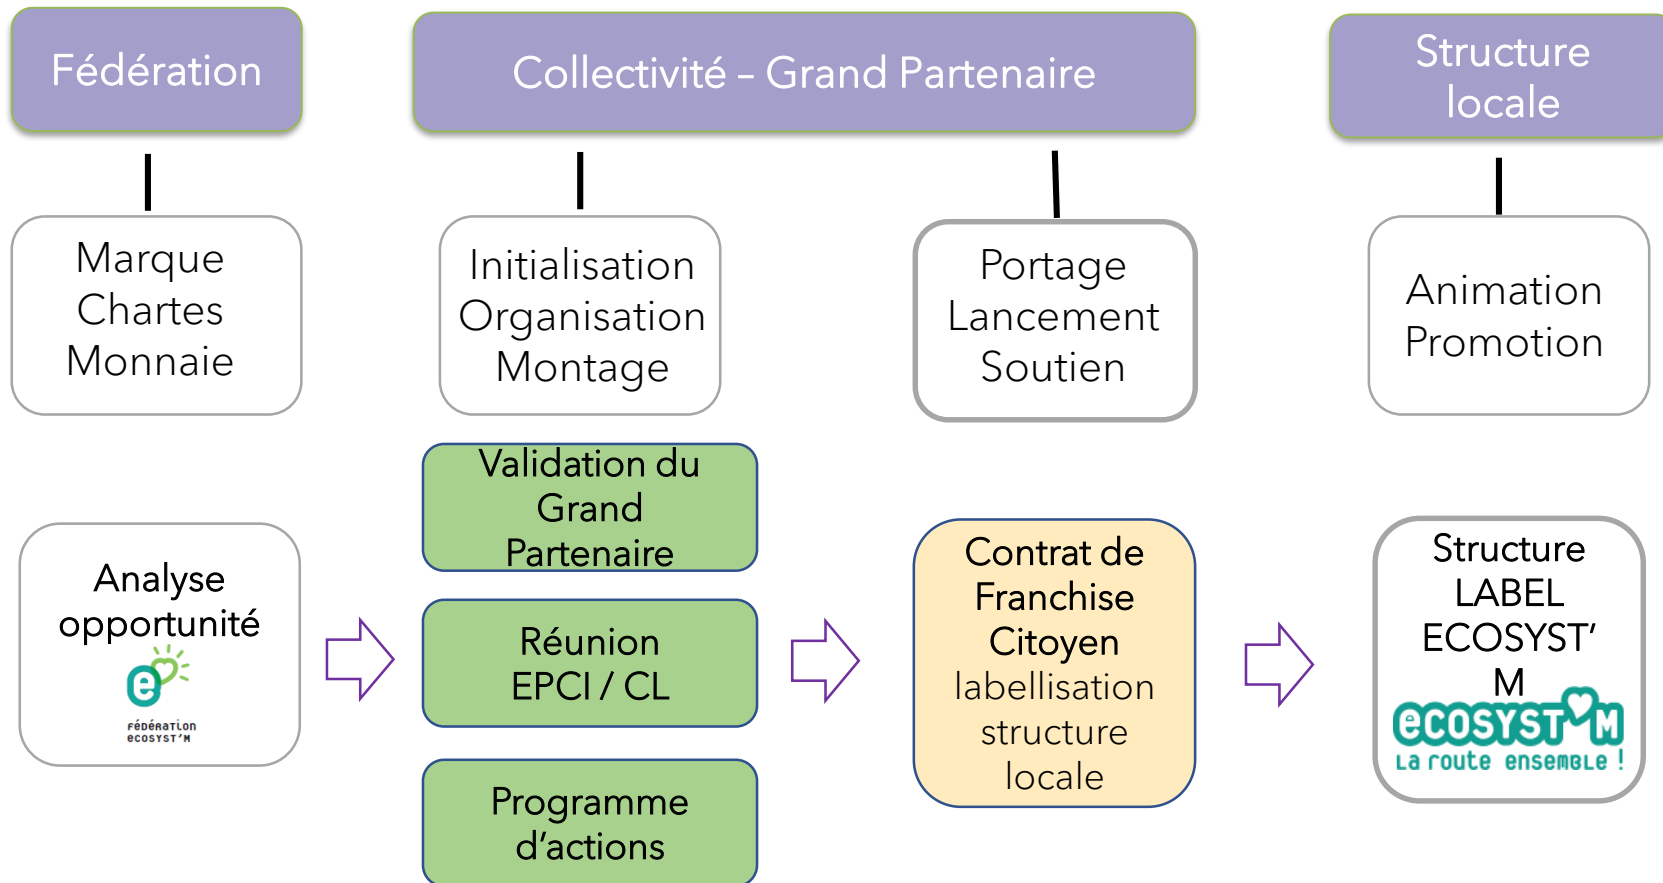 Fédération
Collectivité – Grand Partenaire
Structure
locale
Marque
Chartes
Monnaie
Initialisation
Organisation
Montage
Portage
Lancement
Soutien
Animation
Promotion
Analyse
opportunité
e
FÉDÉRATION
ECOSYST'M
Validation du
Grand
Partenaire
Réunion
EPCI / CL
Programme
d'actions
Contrat de
Franchise
Citoyen
labellisation
structure
locale
Structure
LABEL
ECOSYST'
M
ecosyst'm
La route ensemble !